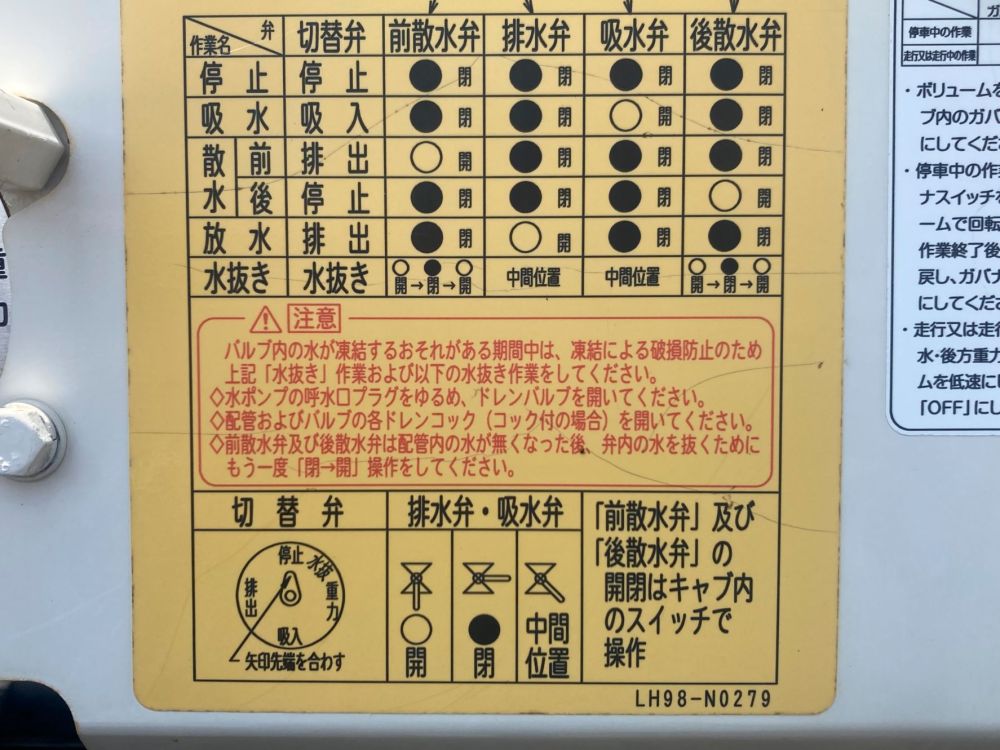 作業名 弁 切替弁 前散水弁 排水弁 吸水弁 後散水弁
停止 停止 閉 閉 閉 閉
吸水 吸入 閉 閉 開 閉
散水 前 排出 開 閉 閉 閉
後 停止 閉 閉 閉 開
放水 排出 閉 開 閉 閉
水抜き 水抜き 開→閉→開 中間位置 中間位置 開→閉→開
注意
バルブ内の水が凍結するおそれがある期間中は、凍結による破損防止のため
上記「水抜き」作業および以下の水抜き作業をしてください。
◇水ポンプの呼水口プラグをゆるめ、ドレンバルブを開いてください。
◇配管およびバルブの各ドレンコック（コック付の場合）を開いてください。
◇前散水弁及び後散水弁は配管内の水が無くなった後、弁内の水を抜くために
もう一度「閉→開」操作をしてください。
切替弁 排水弁・吸水弁
停止 水抜 重力 吸入 排出
矢印先端を合わす
開 閉 中間位置
「前散水弁」及び
「後散水弁」の
開閉はキャブ内
のスイッチで
操作
LH98-N0279
ガ
停車中の作業
走行又は走行中の作業
・ボリュームを
ブ内のガバ
にしてくだ
・停車中の作業
ナスイッチを
ームで回転
作業終了後
戻し、ガバナ
にしてくだ
・走行又は走行
水・後方重力
ムを低速に
「OFF」にし